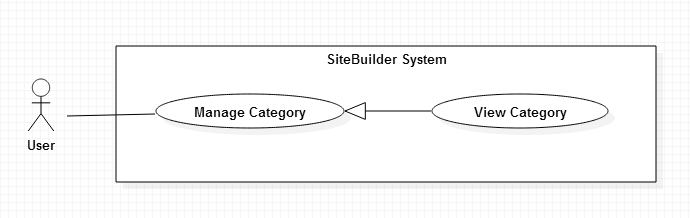 SiteBuilder System
Manage Category
View Category
User